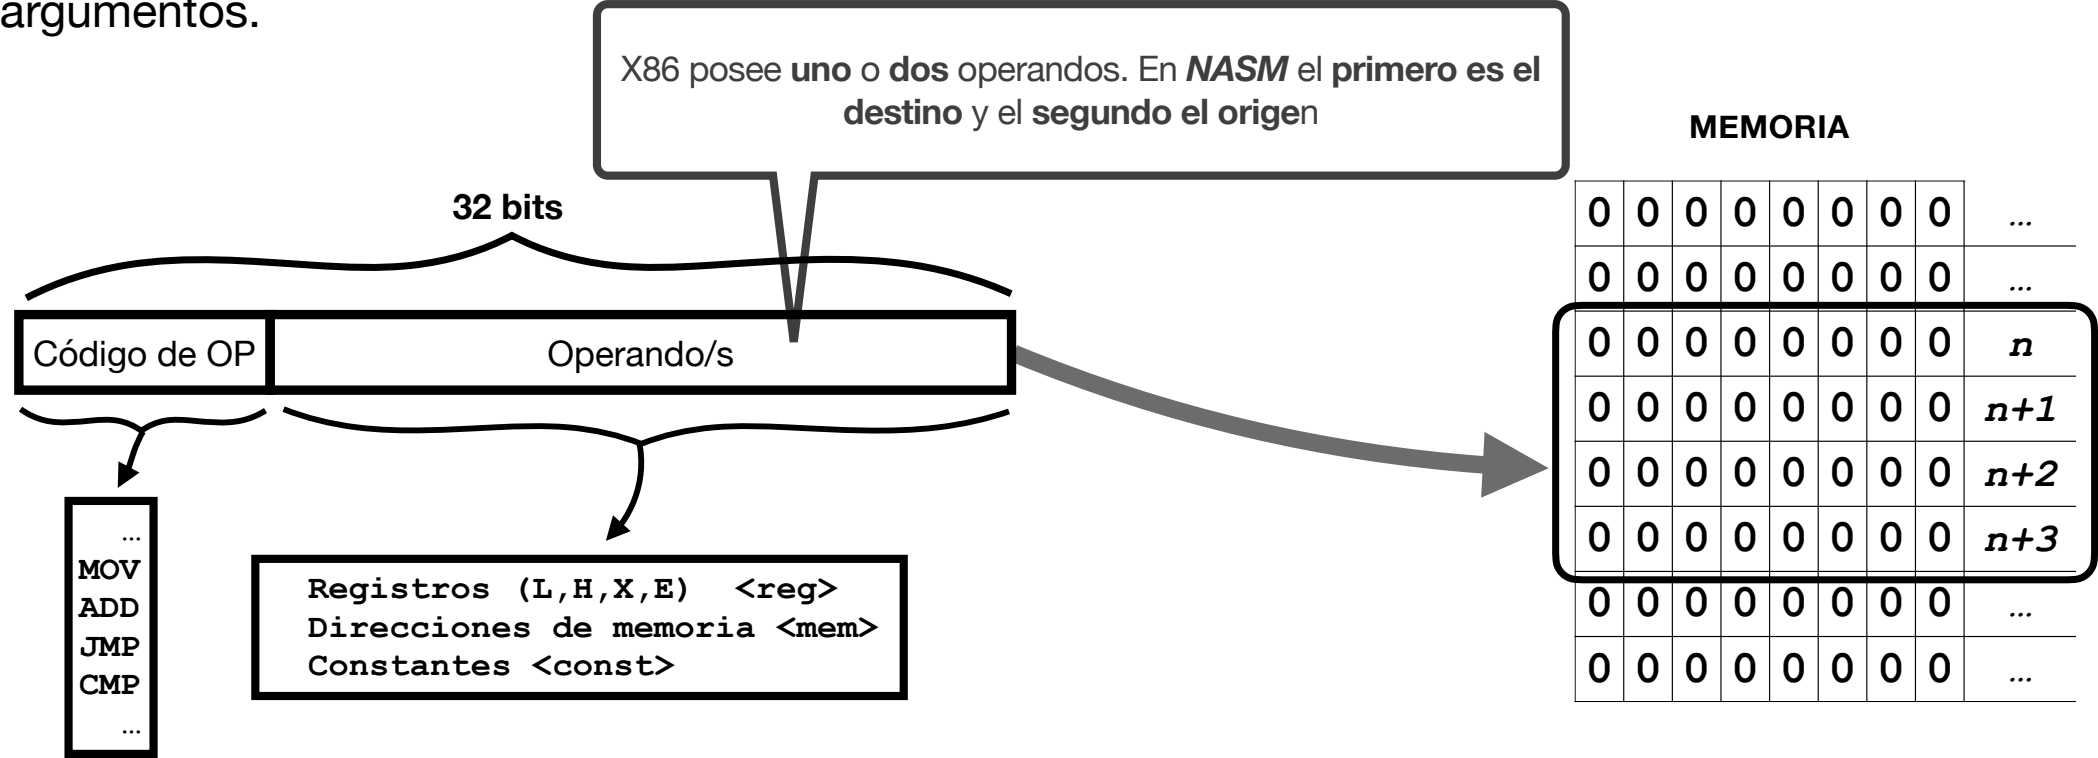 argumentos.
X86 posee uno o dos operandos. En NASM el primero es el
destino y el segundo el origen
MEMORIA
32 bits
Código de OP
Operando/s
...
MOV
ADD
JMP
CMP
...
Registros (L,H,X,E) <reg>
Direcciones de memoria <mem>
Constantes <const>
0 0 0 0 0 0 0 0 ...
0 0 0 0 0 0 0 0 ...
0 0 0 0 0 0 0 0 n
0 0 0 0 0 0 0 0 n+1
0 0 0 0 0 0 0 0 n+2
0 0 0 0 0 0 0 0 n+3
0 0 0 0 0 0 0 0 ...
0 0 0 0 0 0 0 0 ...